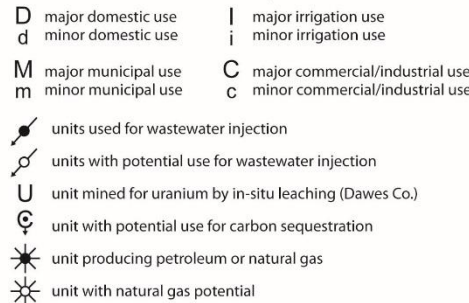 D major domestic use
d minor domestic use
I major irrigation use
i minor irrigation use
M major municipal use
m minor municipal use
C major commercial/industrial use
c minor commercial/industrial use
units used for wastewater injection
units with potential use for wastewater injection
U unit mined for uranium by in-situ leaching (Dawes Co.)
C unit with potential use for carbon sequestration
unit producing petroleum or natural gas
unit with natural gas potential